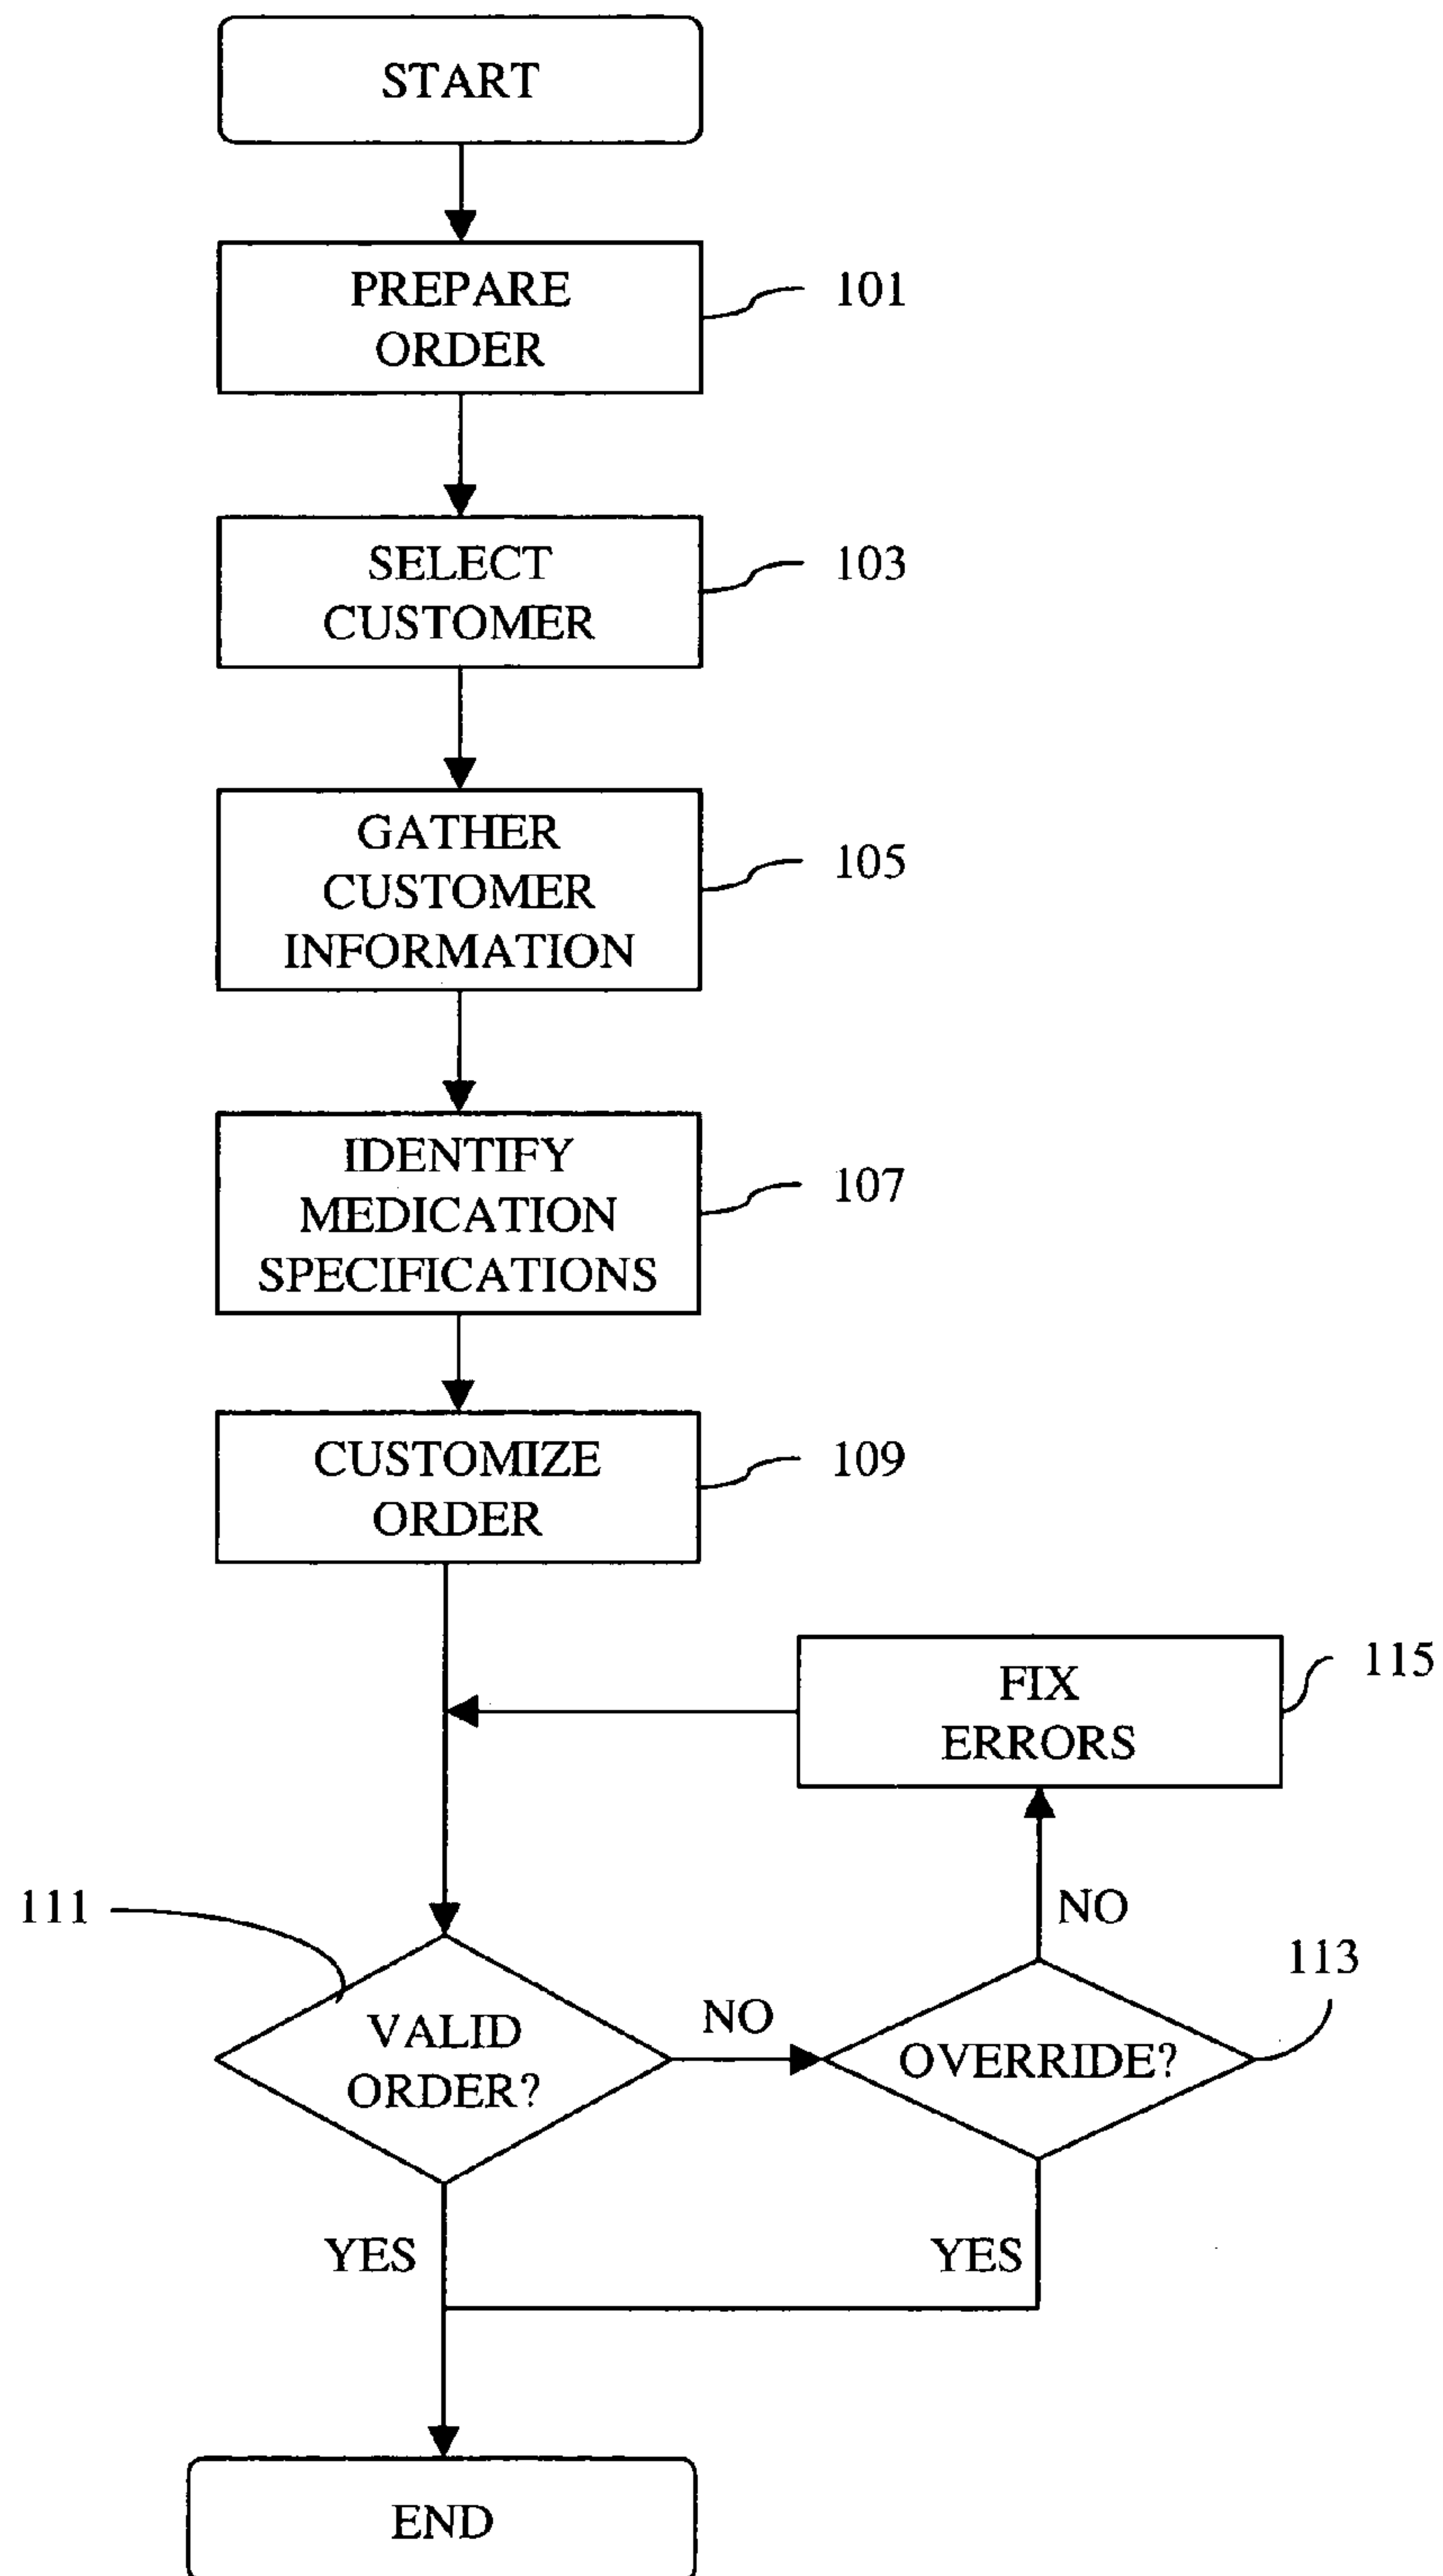 START
PREPARE
ORDER
101
SELECT
CUSTOMER
103
GATHER
CUSTOMER
INFORMATION
105
IDENTIFY
MEDICATION
SPECIFICATIONS
107
CUSTOMIZE
ORDER
109
FIX
ERRORS
115
111
NO
113
VALID
ORDER?
NO
OVERRIDE?
YES
YES
END